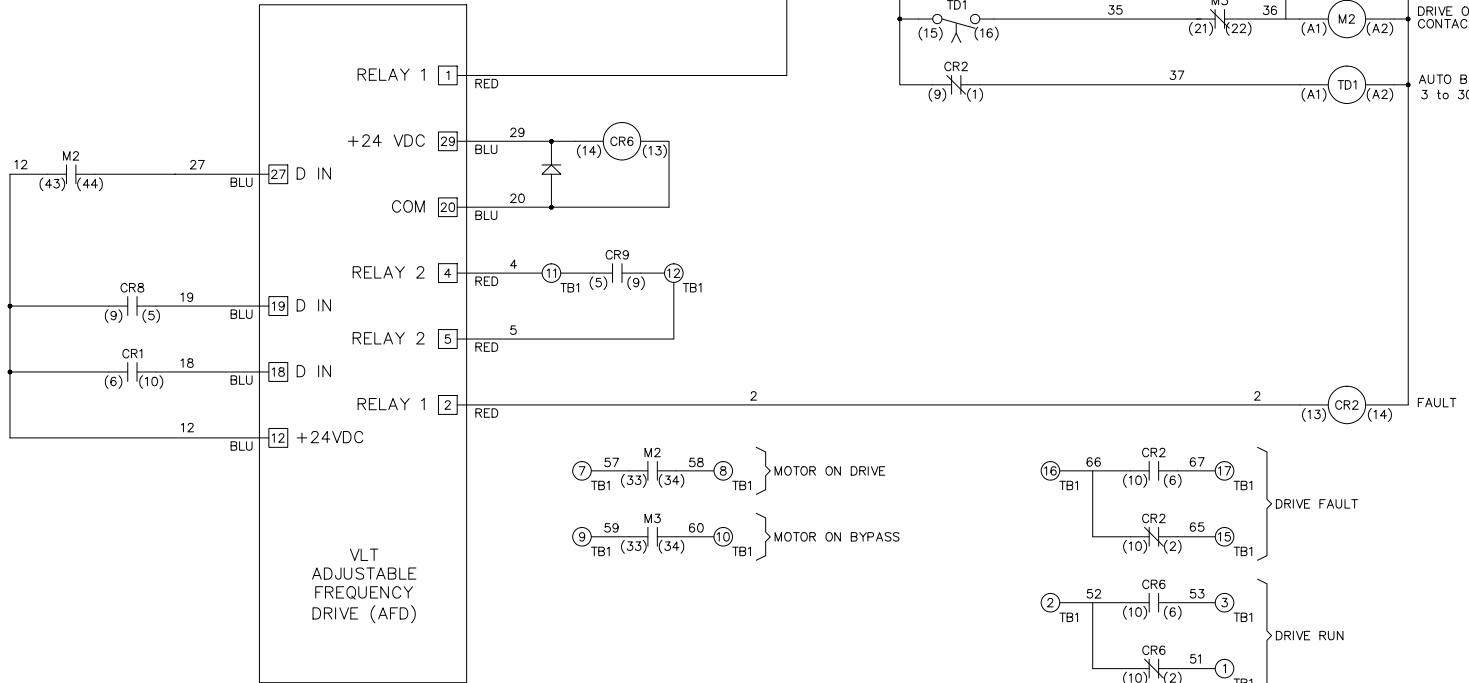 TD1
(15) (16)
35
(21) (22)
36
(A1) M2 (A2)
DRIVE
RELAY 1 1
RED
CR2
(9) (1)
37
(A1) TD1 (A2)
AUTO
3 to
+24 VDC 29
29
BLU
(14) CR6 (13)
12
M2
(43) (44)
27
BLU
27 D IN
COM 20
20
BLU
RELAY 2 4
4
RED
11
TB1
CR9
(5) (9)
12
TB1
CR8
(9) (5)
19
BLU
19 D IN
RELAY 2 5
5
RED
CR1
(6) (10)
18
BLU
18 D IN
RELAY 1 2
RED
2
2
(13) CR2 (14)
FAULT
12
BLU
12 +24VDC
7
TB1
57
M2
(33) (34)
58
8
TB1
MOTOR ON DRIVE
16
TB1
66
CR2
(10) (6)
67
17
TB1
DRIVE FAULT
9
TB1
59
M3
(33) (34)
60
10
TB1
MOTOR ON BYPASS
CR2
(10) (2)
65
15
TB1
VLT
ADJUSTABLE
FREQUENCY
DRIVE (AFD)
2
TB1
52
CR6
(10) (6)
53
3
TB1
DRIVE RUN
CR6
(10) (2)
51
1
TB1